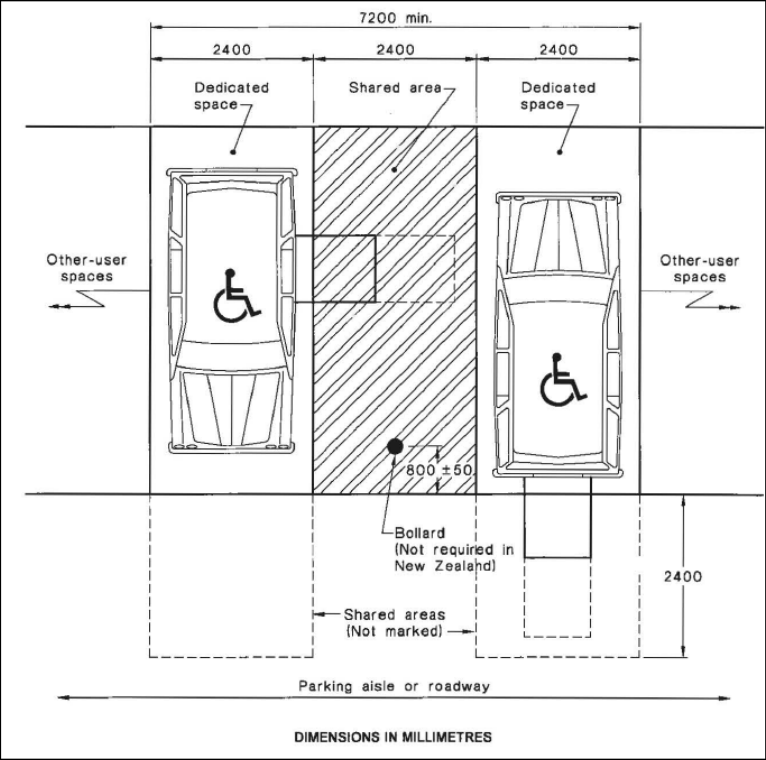 7200 min.
2400
2400
2400
Dedicated
space
Shared area
Dedicated
space
Other-user
spaces
Other-user
spaces
800 ±50
Bollard
(Not required in
New Zealand)
2400
Shared areas
(Not marked)
Parking aisle or roadway
DIMENSIONS IN MILLIMETRES